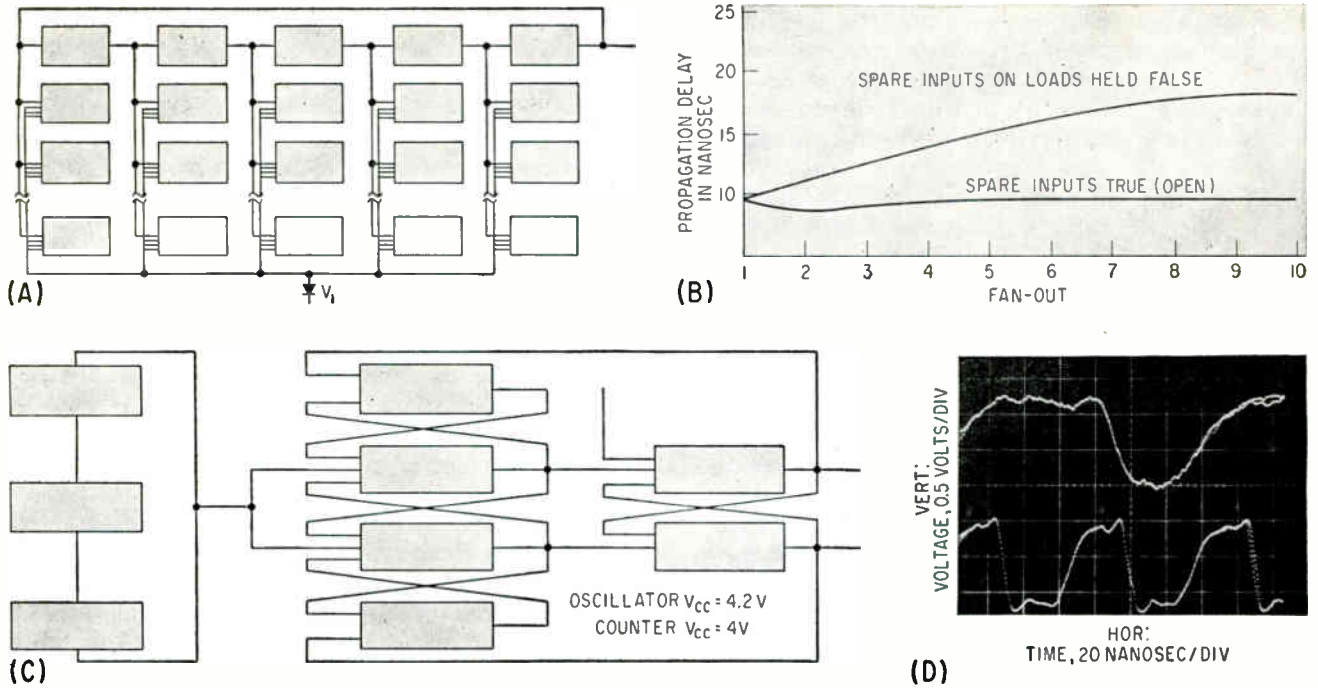 (A)
V₁
(B)
PROPAGATION DELAY
IN NANOSEC
25
20
15
10
SPARE INPUTS ON LOADS HELD FALSE
SPARE INPUTS TRUE (OPEN)
1 2 3 4 5 6 7 8 9 10
FAN-OUT
(C)
OSCILLATOR Vcc = 4.2 V
COUNTER Vcc = 4V
(D)
VERT:
VOLTAGE, 0.5 VOLTS/DIV
HOR:
TIME, 20 NANOSEC/DIV